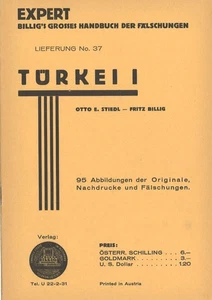 EXPERT
BILLIG'S GROSSES HANDBUCH DER FÄLSCHUNGEN
LIEFERUNG No. 37
TÜRKEI I
OTTO E. STIEDL — FRITZ BILLIG
95 Abbildungen der Originale,
Nachdrucke und Fälschungen.
Verlag:
Tel. U 22-2-31
PREIS:
ÖSTERR. SCHILLING . . . 6.—
GOLDMARK . . . . 3.—
U. S. Dollar . . . . . 1.20
Printed in Austria